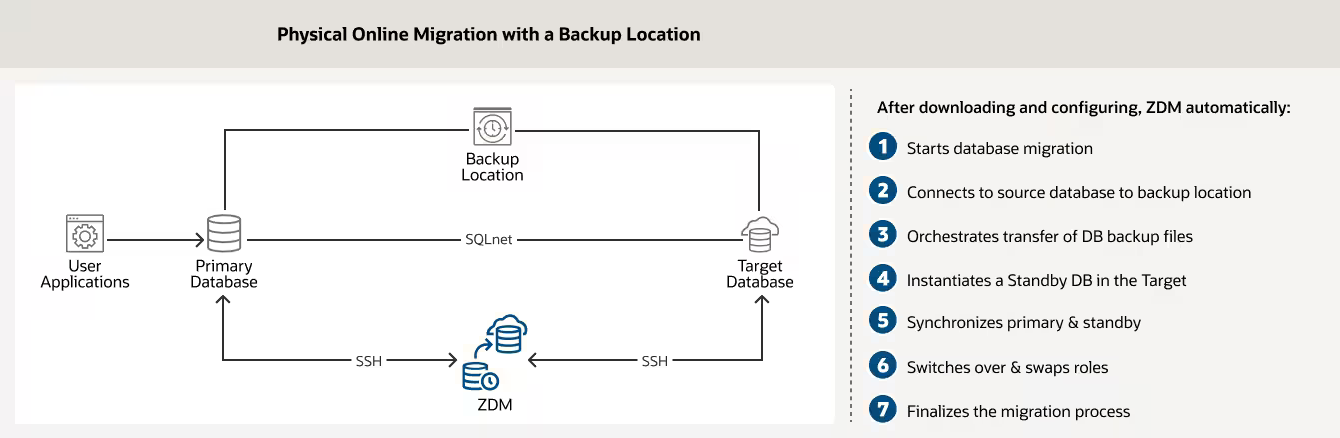 Physical Online Migration with a Backup Location
Backup
Location
User
Applications
Primary
Database
SQLnet
Target
Database
SSH
SSH
ZDM
After downloading and configuring, ZDM automatically:
1 Starts database migration
2 Connects to source database to backup location
3 Orchestrates transfer of DB backup files
4 Instantiates a Standby DB in the Target
5 Synchronizes primary & standby
6 Switches over & swaps roles
7 Finalizes the migration process